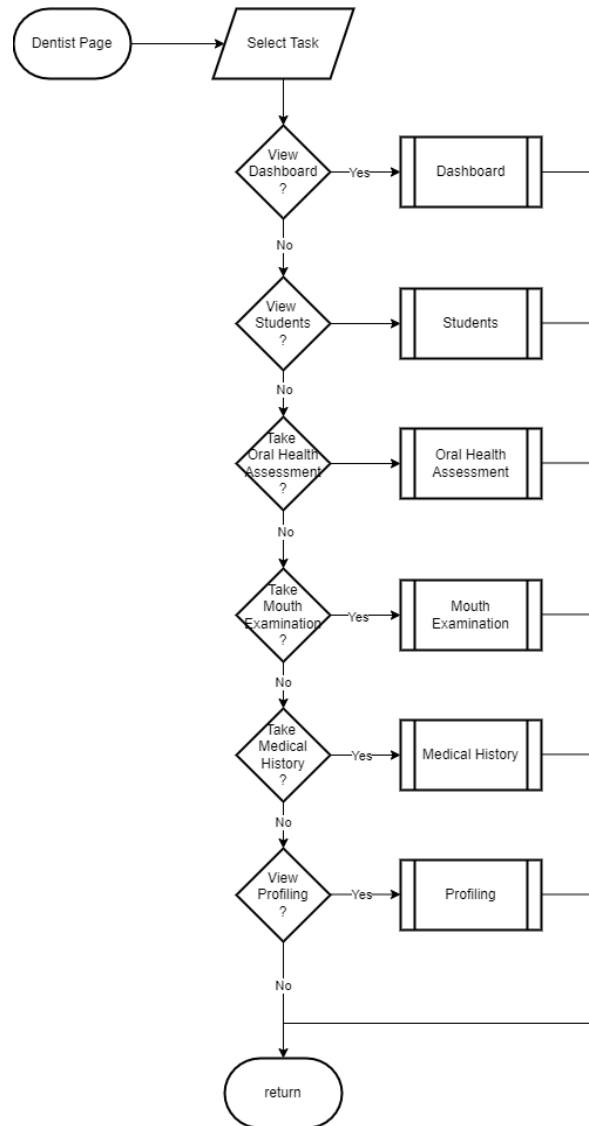 Dentist Page
Select Task
View
Dashboard
?
Yes
Dashboard
No
View
Students
?
Students
No
Take
Oral Health
Assessment
?
Oral Health
Assessment
No
Take
Mouth
Examination
?
Yes
Mouth
Examination
No
Take
Medical
History
?
Yes
Medical History
No
View
Profiling
?
Yes
Profiling
No
return